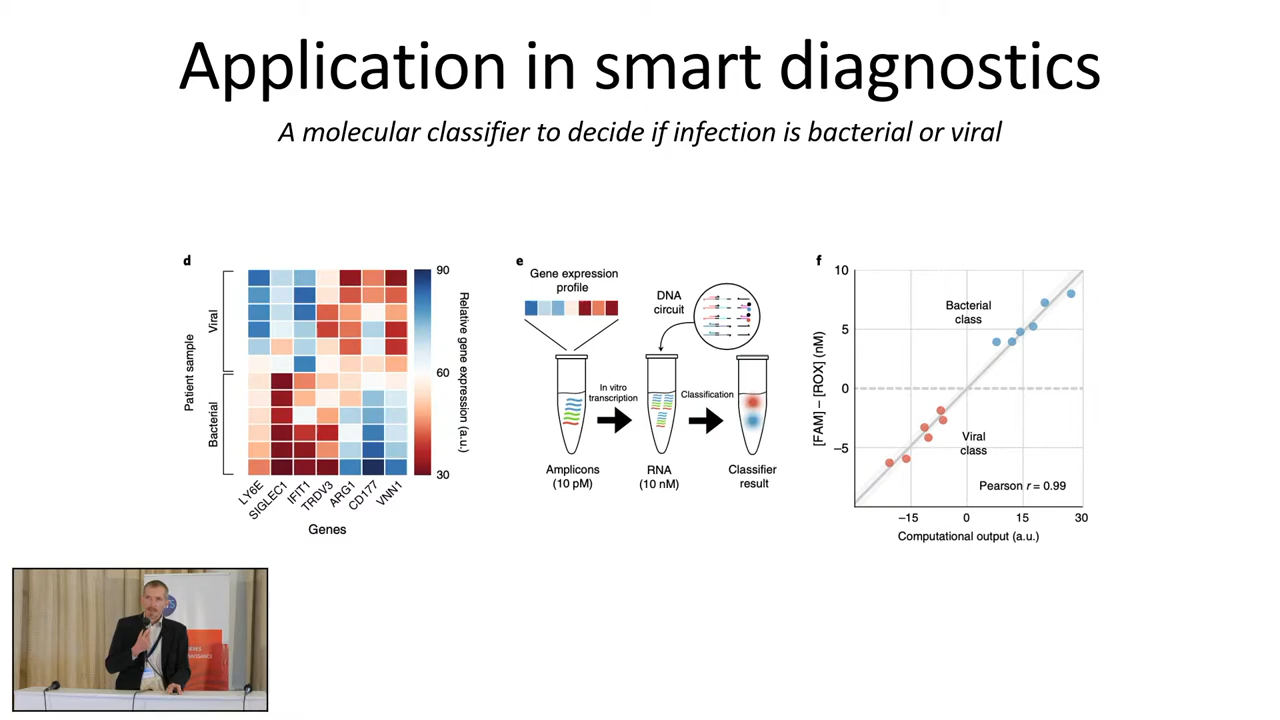 Application in smart diagnostics
A molecular classifier to decide if infection is bacterial or viral
d
Viral
Bacterial
Patient sample
LY6E
SIGLEC1
IFIT1
TRDV3
ARG1
CD177
VNN1
Genes
90
60
30
Relative gene expression (a.u.)
e
Gene expression
profile
DNA
circuit
In vitro
transcription
Classification
Amplicons
(10 pM)
RNA
(10 nM)
Classifier
result
f
[FAM] – [ROX] (nM)
10
5
0
–5
Bacterial
class
Viral
class
Pearson r = 0.99
–15
0
15
30
Computational output (a.u.)